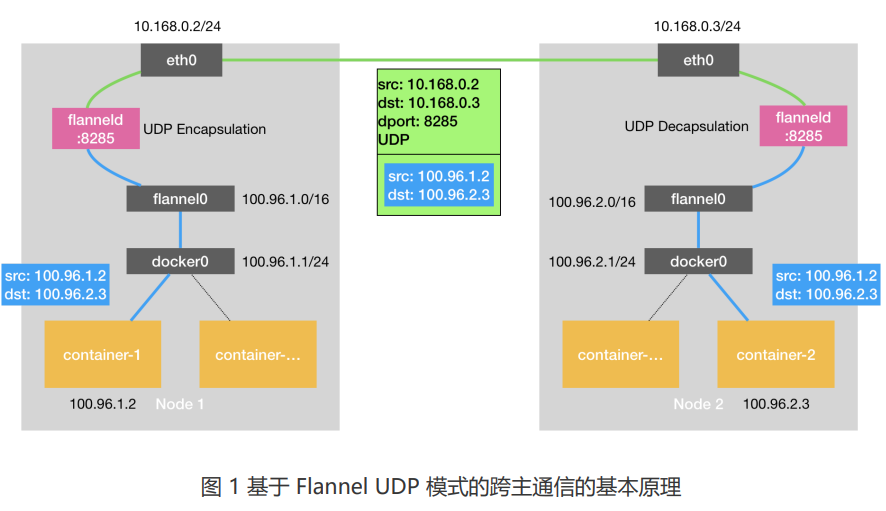 10.168.0.2/24
10.168.0.3/24
eth0
eth0
src: 10.168.0.2
dst: 10.168.0.3
dport: 8285
UDP
src: 100.96.1.2
dst: 100.96.2.3
flanneld
:8285
UDP Encapsulation
UDP Decapsulation
flanneld
:8285
flannel0
100.96.1.0/16
100.96.2.0/16
flannel0
docker0
100.96.1.1/24
100.96.2.1/24
docker0
src: 100.96.1.2
dst: 100.96.2.3
src: 100.96.1.2
dst: 100.96.2.3
container-1
container-...
container-...
container-2
100.96.1.2
Node 1
Node 2
100.96.2.3
图 1 基于 Flannel UDP 模式的跨主通信的基本原理